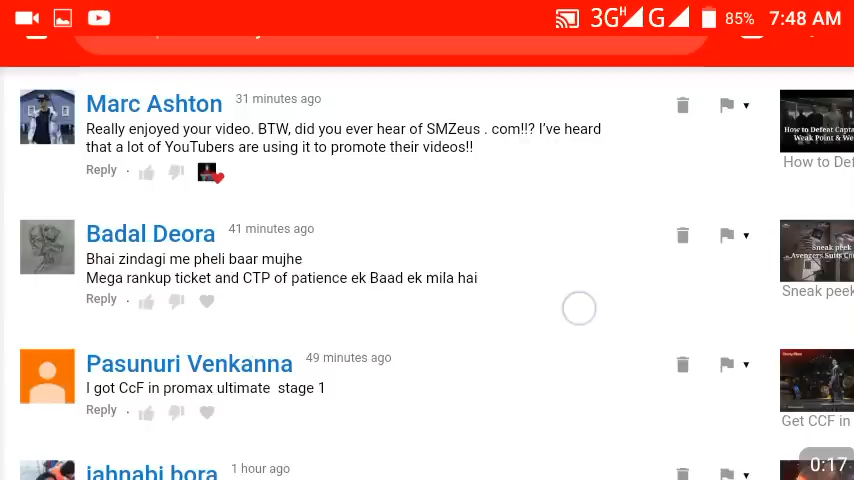 3G H G 85% 7:48 AM
Marc Ashton 31 minutes ago
Really enjoyed your video. BTW, did you ever hear of SMZeus . com!!? I've heard
that a lot of YouTubers are using it to promote their videos!!
Reply
How to Defeat Capta
Weak Point & We
How to Def
Badal Deora 41 minutes ago
Bhai zindagi me pheli baar mujhe
Mega rankup ticket and CTP of patience ek Baad ek mila hai
Reply
Sneak peek
Avengers Suits Can
Sneak peek
Pasunuri Venkanna 49 minutes ago
I got CcF in promax ultimate  stage 1
Reply
Get CCF in
jahnabi bora 1 hour ago
0:17